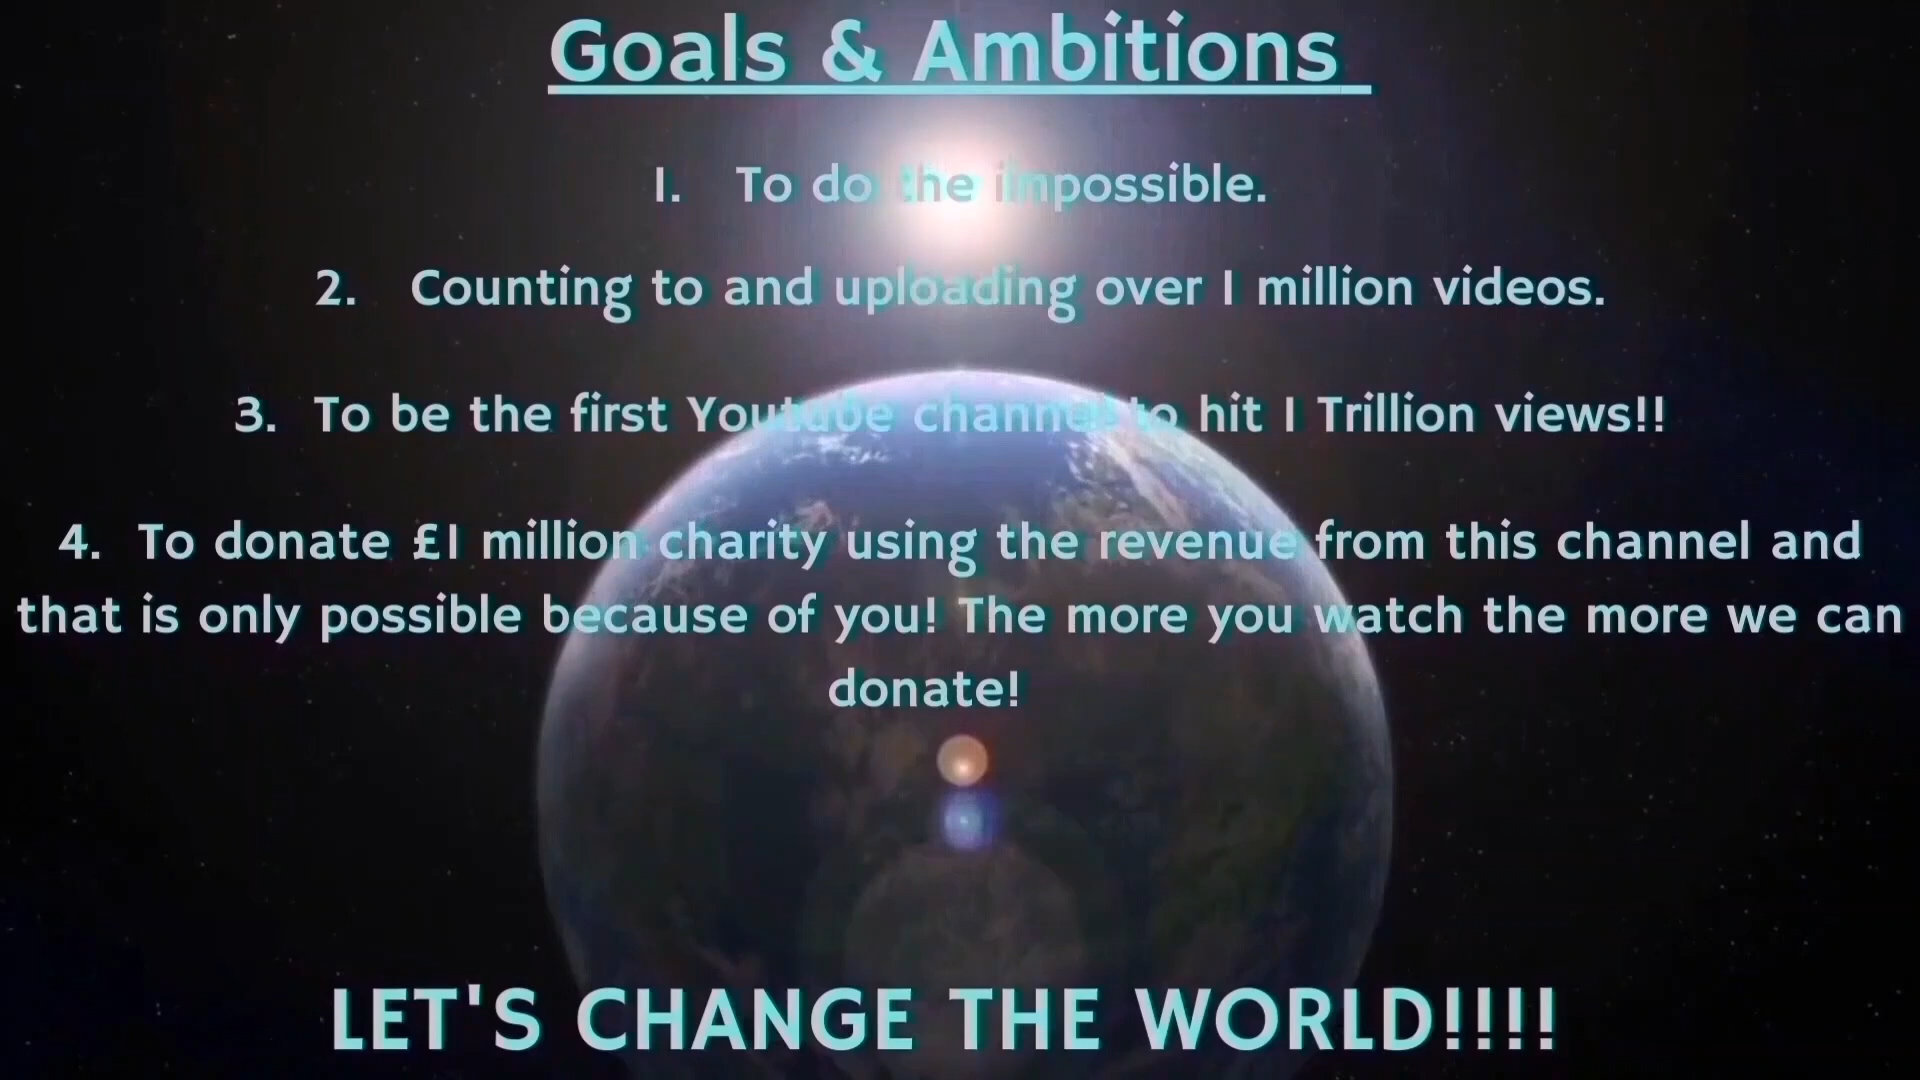 Goals & Ambitions
1. To do the impossible.
2. Counting to and uploading over 1 million videos.
3. To be the first Youtube channel to hit 1 Trillion views!!
4. To donate £1 million charity using the revenue from this channel and
that is only possible because of you! The more you watch the more we can
donate!
LET'S CHANGE THE WORLD!!!!